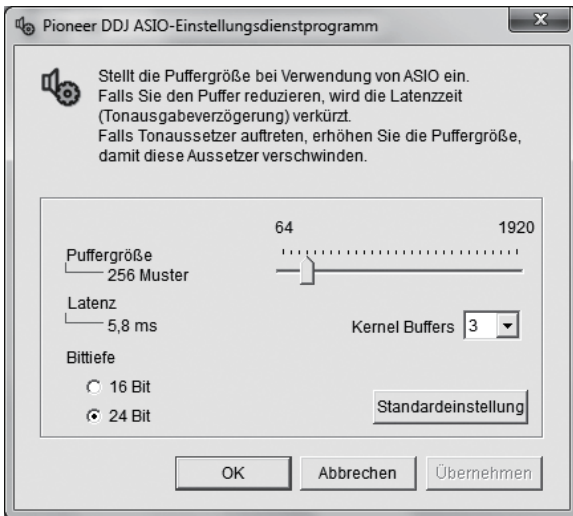 Pioneer DDJ ASIO-Einstellungsdienstprogramm
Stellt die Puffergröße bei Verwendung von ASIO ein.
Falls Sie den Puffer reduzieren, wird die Latenzzeit
(Tonausgabeverzögerung) verkürzt.
Falls Tonaussetzer auftreten, erhöhen Sie die Puffergröße,
damit diese Aussetzer verschwinden.
64 1920
Puffergröße
256 Muster
Latenz
5,8 ms
Kernel Buffers 3
Bittiefe
16 Bit
24 Bit
Standardeinstellung
OK Abbrechen Übernehmen